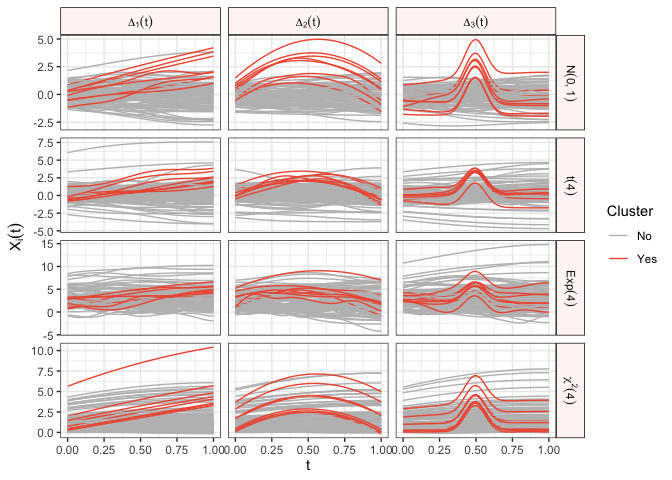 Δ₁(t) Δ₂(t) Δ₃(t)
5.0
2.5
0.0
-2.5
N(0, 1)
7.5
5.0
2.5
0.0
-2.5
-5.0
t(4)
15
10
5
0
-5
Exp(4)
10.0
7.5
5.0
2.5
0.0
χ²(4)
0.00 0.25 0.50 0.75 1.00 0.00 0.25 0.50 0.75 1.00 0.00 0.25 0.50 0.75 1.00
t
Xᵢ(t)
Cluster
No
Yes